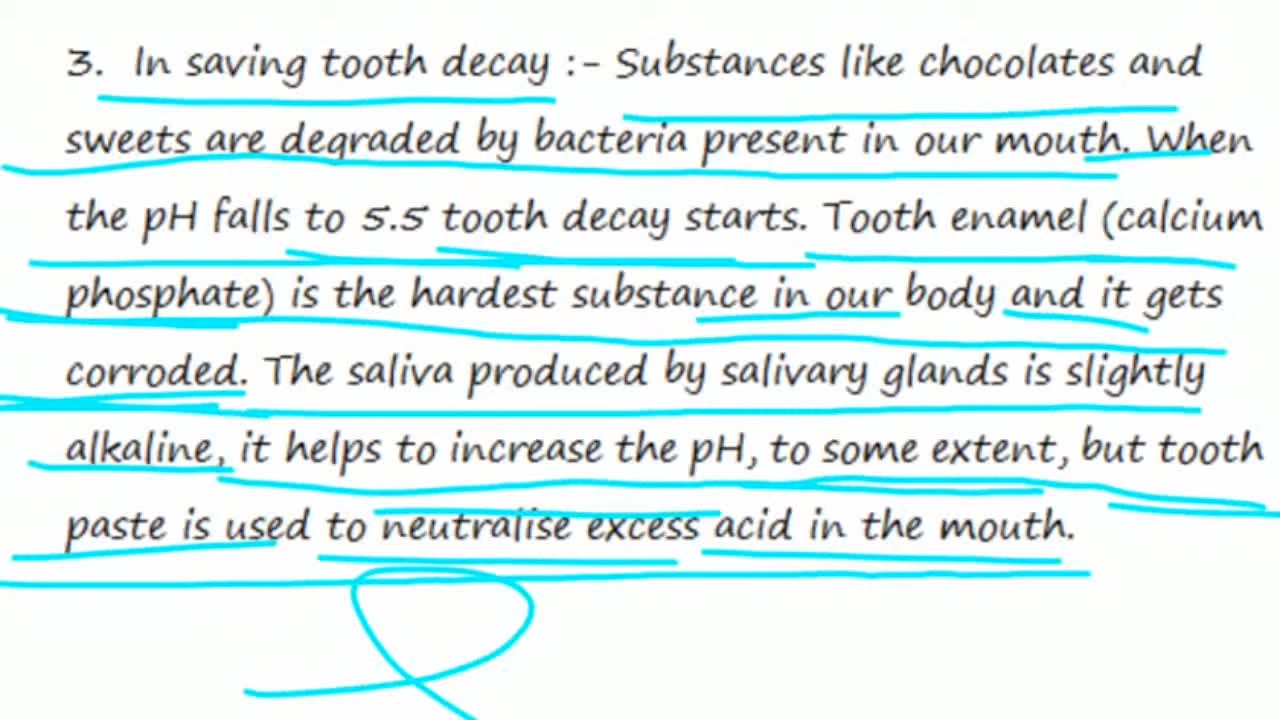 3. In saving tooth decay :- Substances like chocolates and
sweets are degraded by bacteria present in our mouth. When
the pH falls to 5.5 tooth decay starts. Tooth enamel (calcium
phosphate) is the hardest substance in our body and it gets
corroded. The saliva produced by salivary glands is slightly
alkaline, it helps to increase the pH, to some extent, but tooth
paste is used to neutralise excess acid in the mouth.